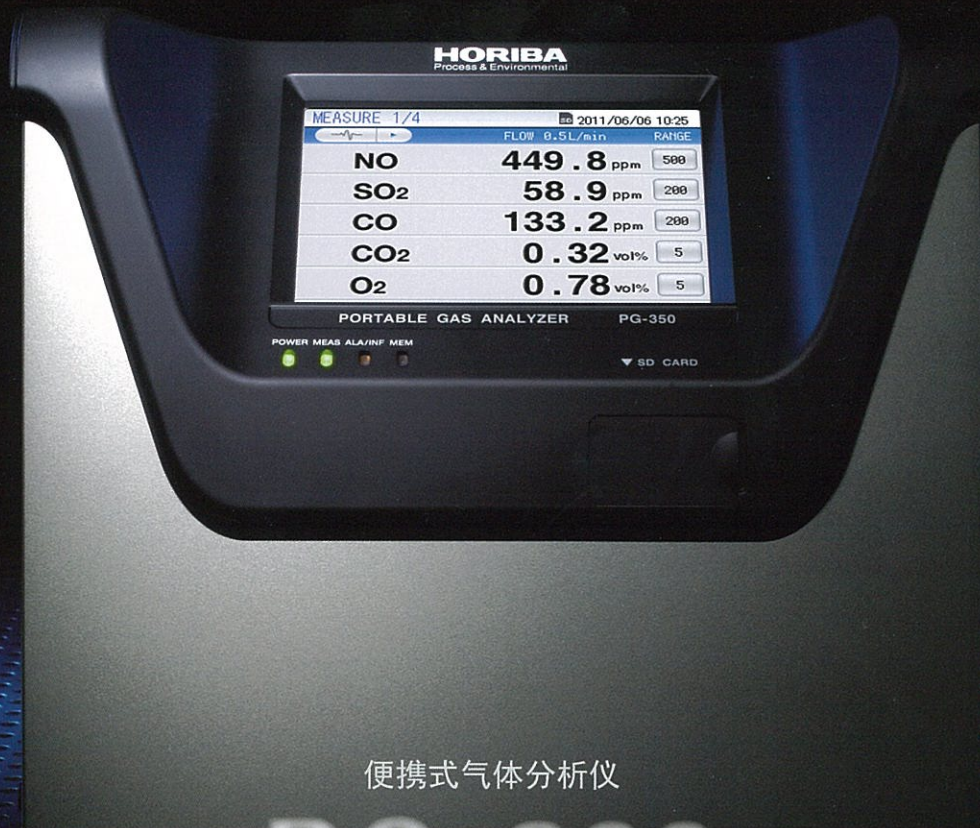 HORIBA
Process & Environmental
MEASURE 1/4 SD 2011/06/06 10:25
FLOW 0.5L/min RANGE
NO 449.8 ppm 500
SO2 58.9 ppm 200
CO 133.2 ppm 200
CO2 0.32 vol% 5
O2 0.78 vol% 5
PORTABLE GAS ANALYZER PG-350
POWER MEAS ALA/INF MEM
▼ SD CARD
便携式气体分析仪